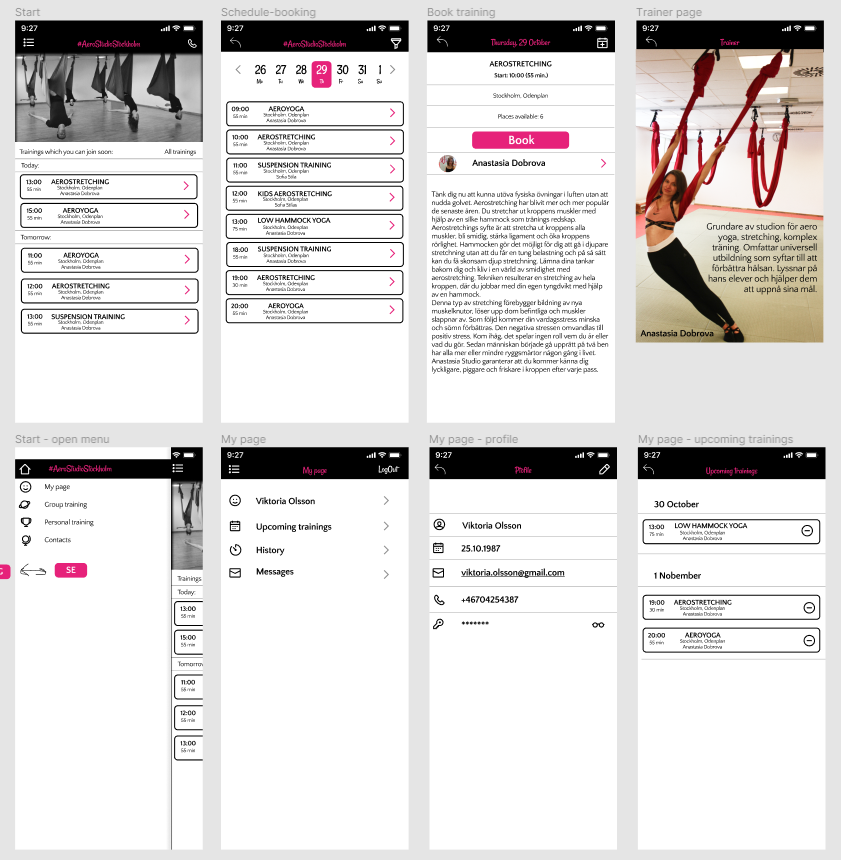 Start
9:27
#AeroStudioStockholm
Trainings which you can join soon:
All trainings
Today:
13:00
55 min
AEROSTRETCHING
Stockholm, Odenplan
Anastasia Dobrova
15:00
55 min
AEROYOGA
Stockholm, Odenplan
Anastasia Dobrova
Tomorrow:
11:00
55 min
AEROYOGA
Stockholm, Odenplan
Anastasia Dobrova
12:00
55 min
AEROSTRETCHING
Stockholm, Odenplan
Anastasia Dobrova
13:00
55 min
SUSPENSION TRAINING
Stockholm, Odenplan
Anastasia Dobrova
Schedule-booking
9:27
#AeroStudioStockholm
26 27 28 29 30 31 1
Mo Tu We Th Fr Sa Su
09:00
55 min
AEROYOGA
Stockholm, Odenplan
Anastasia Dobrova
10:00
55 min
AEROSTRETCHING
Stockholm, Odenplan
Anastasia Dobrova
11:00
55 min
SUSPENSION TRAINING
Stockholm, Odenplan
12:00
55 min
KIDS AEROSTRETCHING
Stockholm, Odenplan
13:00
75 min
LOW HAMMOCK YOGA
Stockholm, Odenplan
Anastasia Dobrova
18:00
55 min
SUSPENSION TRAINING
Stockholm, Odenplan
Anastasia Dobrova
19:00
30 min
AEROSTRETCHING
Stockholm, Odenplan
Anastasia Dobrova
20:00
55 min
AEROYOGA
Stockholm, Odenplan
Anastasia Dobrova
Book training
9:27
Thursday, 29 October
AEROSTRETCHING
Start: 10:00 (55 min.)
Stockholm, Odenplan
Places available: 6
Book
Anastasia Dobrova
Tänk dig nu att kunna utöva fysiska övningar i luften utan att
nudda golvet. Aerostretching har blivit mer och mer populär
de senaste åren. Du stretchar ut kroppens muskler med
hjälp av en silke hammock som tränings redskap.
Aerostretchings syfte är att stretcha ut kroppens alla
muskler, bli smidig, stärka ligament och öka kroppens
rörlighet. Hammocken gör det möjligt för dig att gå i djupare
stretchning utan att du får en tung belastning och på så sätt
kan du få skonsam djup stretching. Lämna dina tankar
bakom dig och kliv i en värld av smidighet med
aerostretching. Tekniken resulterar en stretching av hela
kroppen, där du jobbar med din egen tyngdvikt med hjälp
av en hammock.
Denna typ av stretching förebygger bildning av nya
muskelknutor, löser upp dom befintliga och muskler
slappnar av. Som följd kommer din vardagsstress minska
och sömn förbättras. Den negativa stressen omvandlas till
positiv stress. Kom ihåg, det spelar ingen roll vem du är eller
vad du gör. Sedan människan började gå upprätt på två ben
har alla mer eller mindre ryggsmärtor någon gång i livet.
Anastasia Studio garanterar att du kommer känna dig
lyckligare, piggare och friskare i kroppen efter varje pass.
Trainer page
9:27
Trainer
Grundare av studion för aero
yoga, stretching, komplex
träning. Omfattar universell
utbildning som syftar till att
förbättra hälsan. Lyssnar på
hans elever och hjälper dem
att uppnå sina mål.
Anastasia Dobrova
Start - open menu
#AeroStudioStockholm
My page
Group training
Personal training
Contacts
SE
Trainings
Today:
13:00
55 min
15:00
55 min
Tomorrow
11:00
55 min
12:00
55 min
13:00
55 min
My page
9:27
My page
LogOut
Viktoria Olsson
Upcoming trainings
History
Messages
My page - profile
9:27
Profile
Viktoria Olsson
25.10.1987
viktoria.olsson@gmail.com
+46704254387
*******
My page - upcoming trainings
9:27
Upcoming Trainings
30 October
13:00
75 min
LOW HAMMOCK YOGA
Stockholm, Odenplan
Anastasia Dobrova
1 Nobember
19:00
30 min
AEROSTRETCHING
Stockholm, Odenplan
Anastasia Dobrova
20:00
55 min
AEROYOGA
Stockholm, Odenplan
Anastasia Dobrova